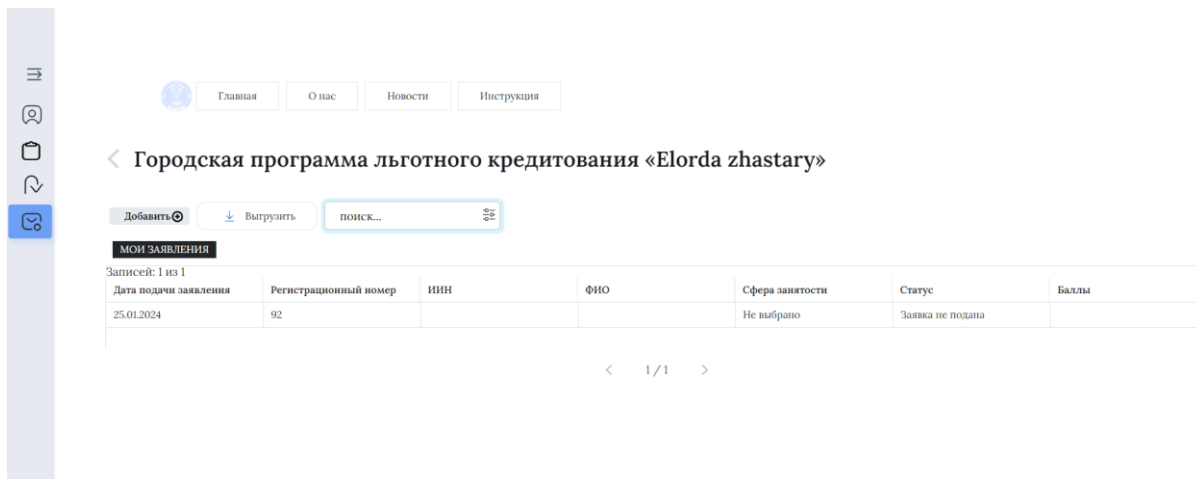 Главная О нас Новости Инструкция
Городская программа льготного кредитования «Elorda zhastary»
Добавить Выгрузить поиск...
МОИ ЗАЯВЛЕНИЯ
Записей: 1 из 1
Дата подачи заявления Регистрационный номер ИИН ФИО Сфера занятости Статус Баллы
25.01.2024 92 Не выбрано Заявка не подана
1 / 1